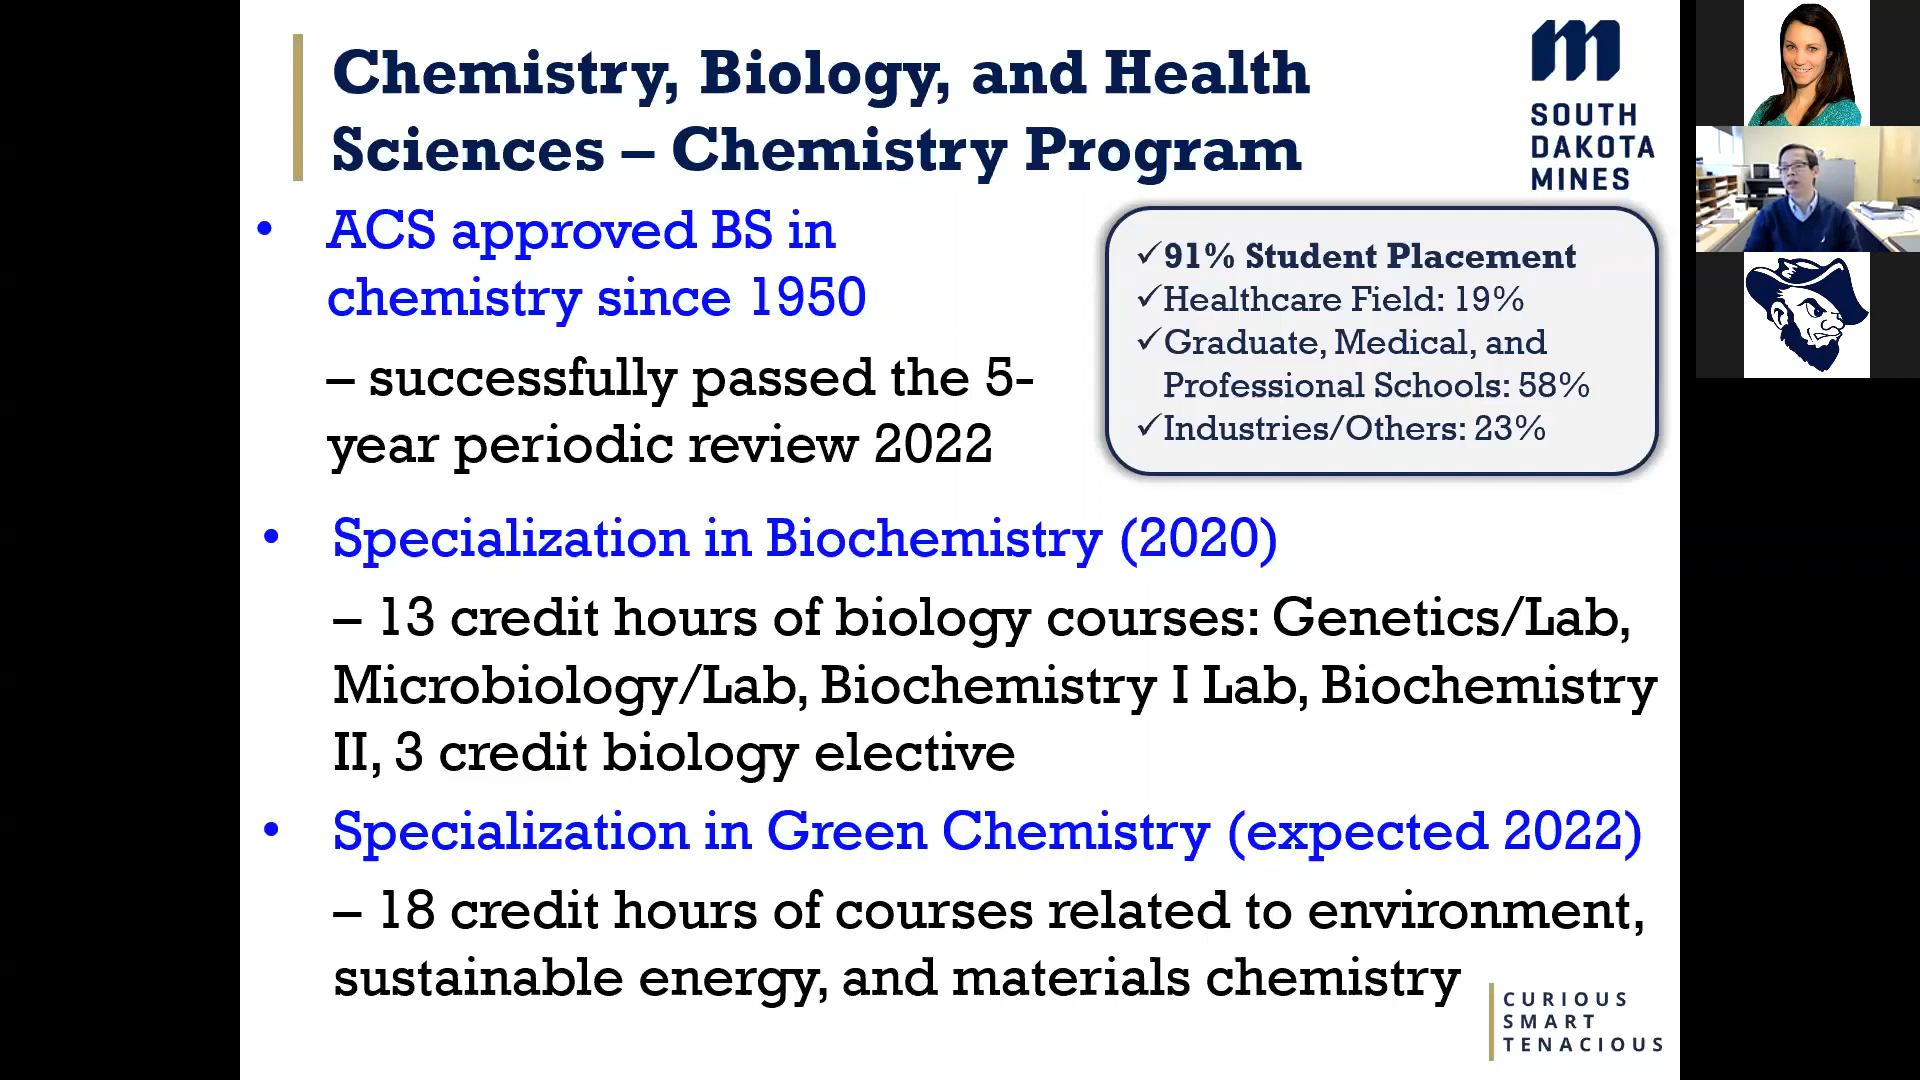 Chemistry, Biology, and Health
Sciences – Chemistry Program
SOUTH
DAKOTA
MINES
• ACS approved BS in
chemistry since 1950
– successfully passed the 5-
year periodic review 2022
✓91% Student Placement
✓Healthcare Field: 19%
✓Graduate, Medical, and
Professional Schools: 58%
✓Industries/Others: 23%
• Specialization in Biochemistry (2020)
– 13 credit hours of biology courses: Genetics/Lab,
Microbiology/Lab, Biochemistry I Lab, Biochemistry
II, 3 credit biology elective
• Specialization in Green Chemistry (expected 2022)
– 18 credit hours of courses related to environment,
sustainable energy, and materials chemistry
CURIOUS
SMART
TENACIOUS